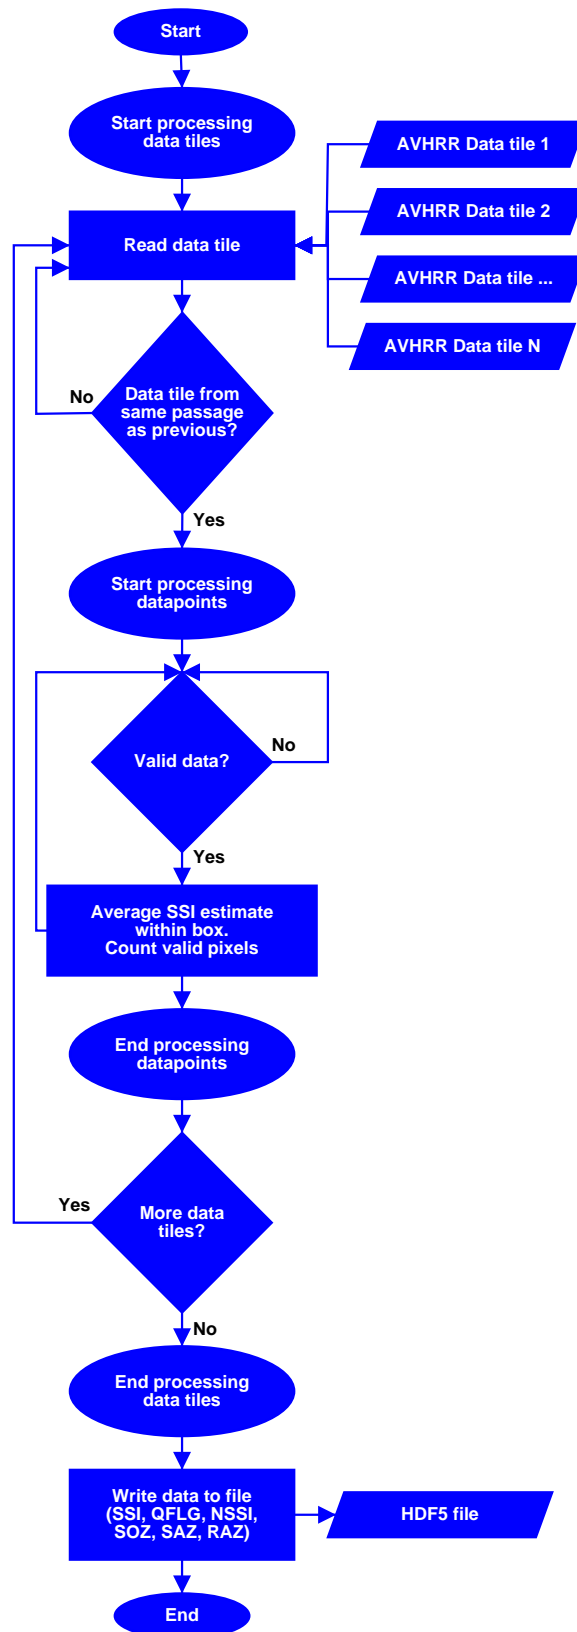 Start
Start processing
data tiles
AVHRR Data tile 1
AVHRR Data tile 2
Read data tile
AVHRR Data tile ...
AVHRR Data tile N
No
Data tile from
same passage
as previous?
Yes
Start processing
datapoints
Valid data?
No
Yes
Average SSI estimate
within box.
Count valid pixels
End processing
datapoints
Yes
More data
tiles?
No
End processing
data tiles
Write data to file
(SSI, QFLG, NSSI,
SOZ, SAZ, RAZ)
HDF5 file
End